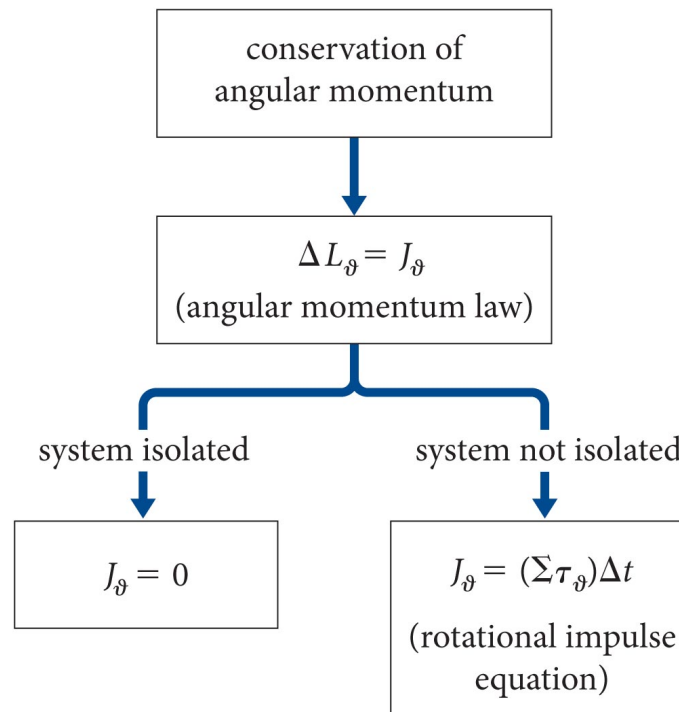 conservation of
angular momentum
Δ L_ϑ = J_ϑ
(angular momentum law)
system isolated
system not isolated
J_ϑ = 0
J_ϑ = (Στ_ϑ)Δt
(rotational impulse
equation)